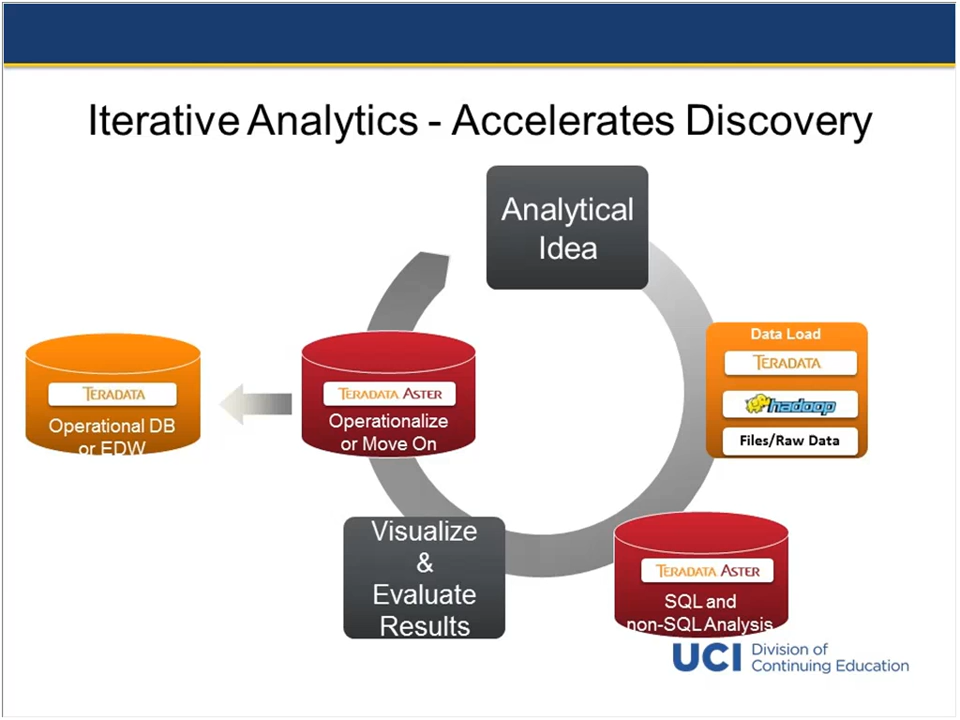 Iterative Analytics - Accelerates Discovery
Analytical
Idea
Data Load
TERADATA
hadoop
Files/Raw Data
TERADATA ASTER
SQL and
non-SQL Analysis
Visualize
&
Evaluate
Results
TERADATA ASTER
Operationalize
or Move On
TERADATA
Operational DB
or EDW
UCI Division of
Continuing Education